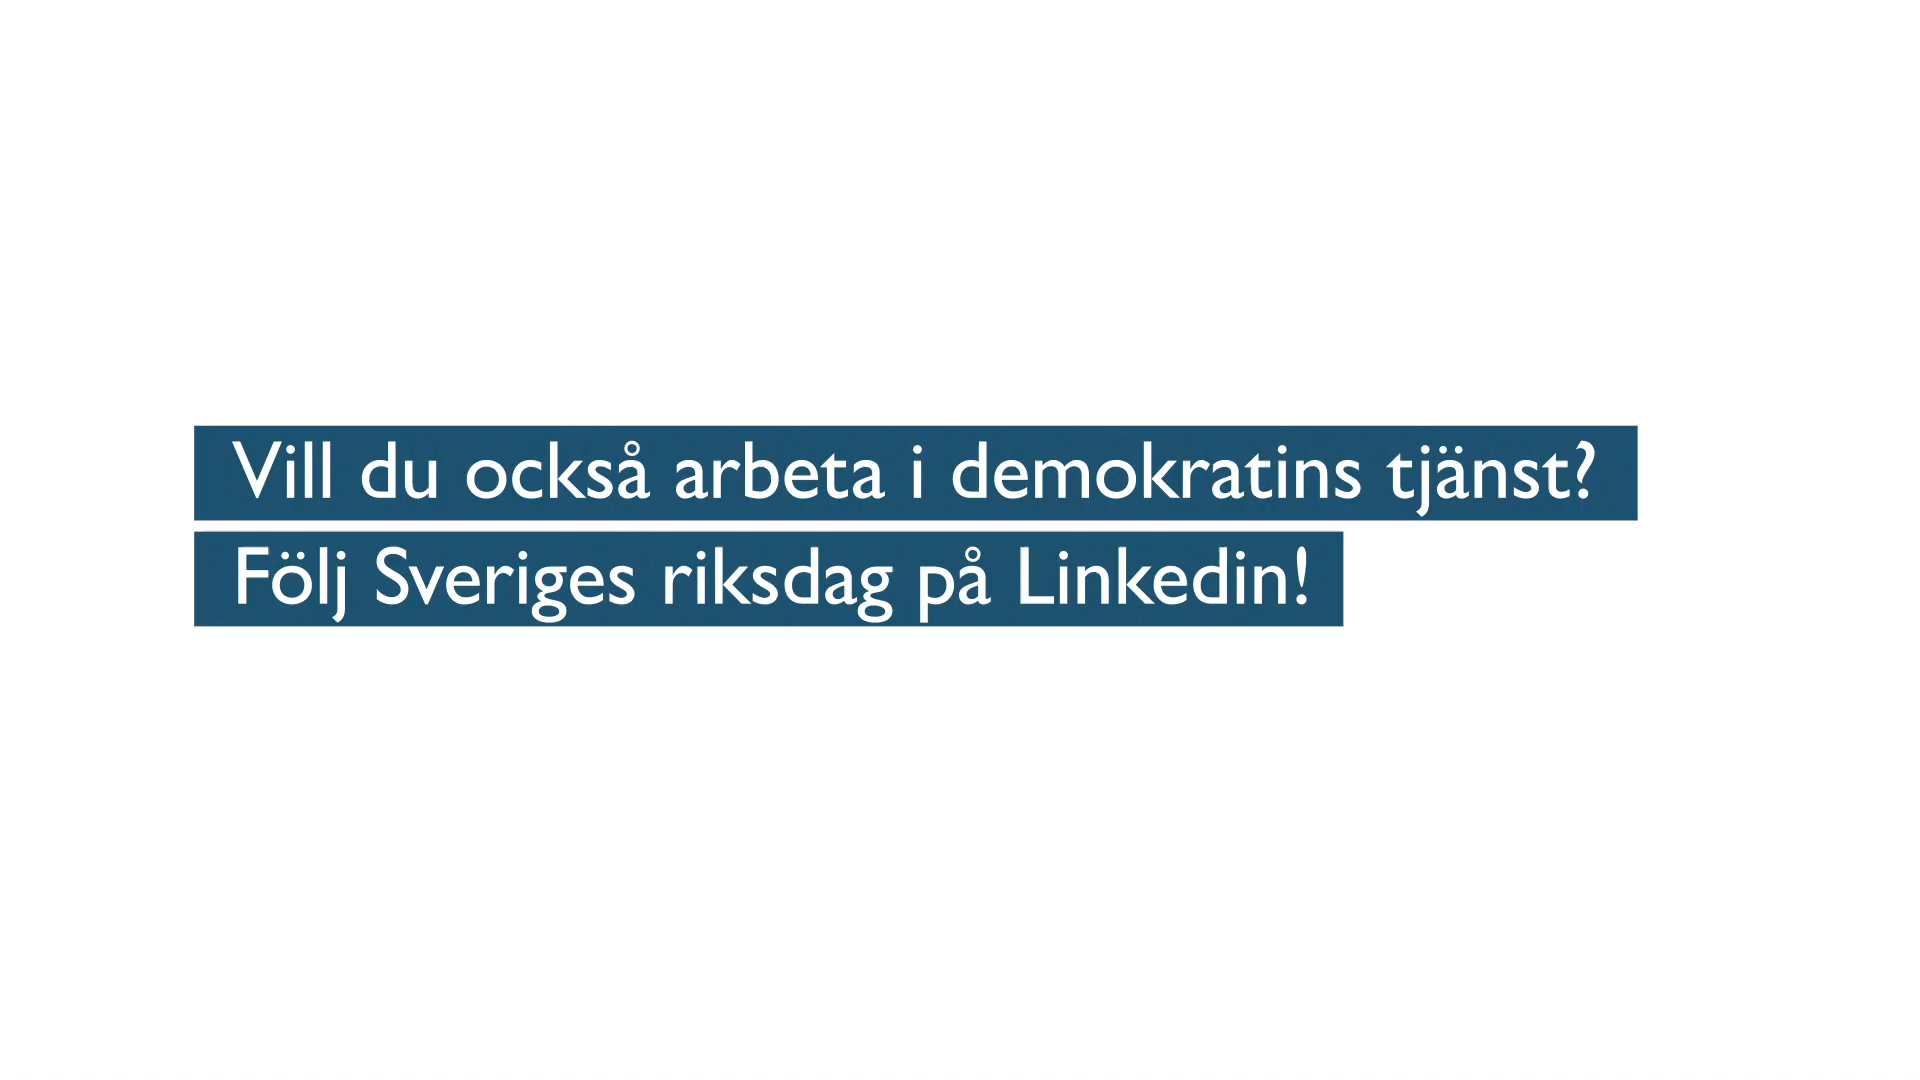 Vill du också arbeta i demokratins tjänst?
Följ Sveriges riksdag på Linkedin!